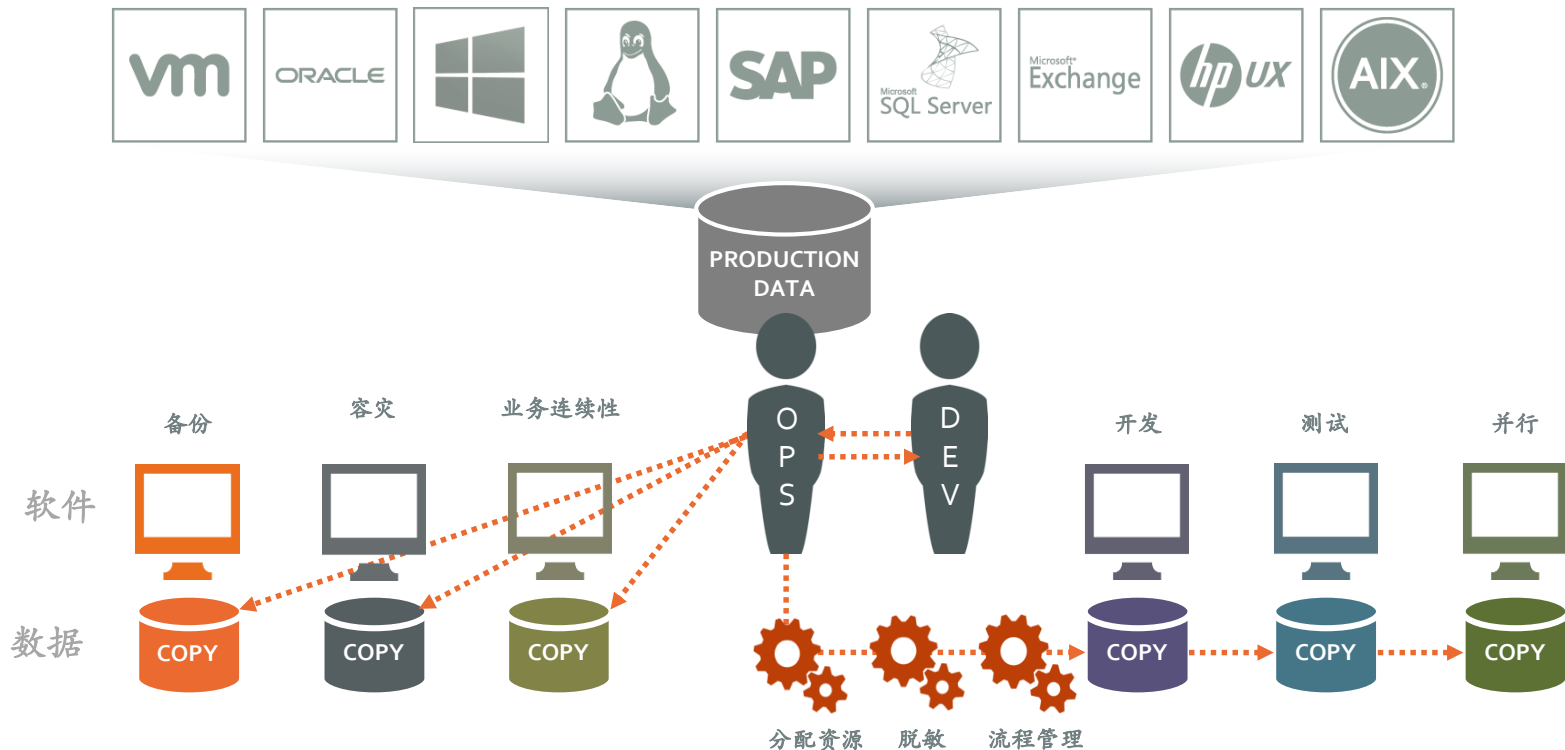 vm
ORACLE
SAP
Microsoft
SQL Server
Microsoft®
Exchange
hp UX
AIX®
PRODUCTION
DATA
备份
容灾
业务连续性
O
P
S
D
E
V
开发
测试
并行
软件
数据
COPY
COPY
COPY
COPY
COPY
COPY
分配资源
脱敏
流程管理